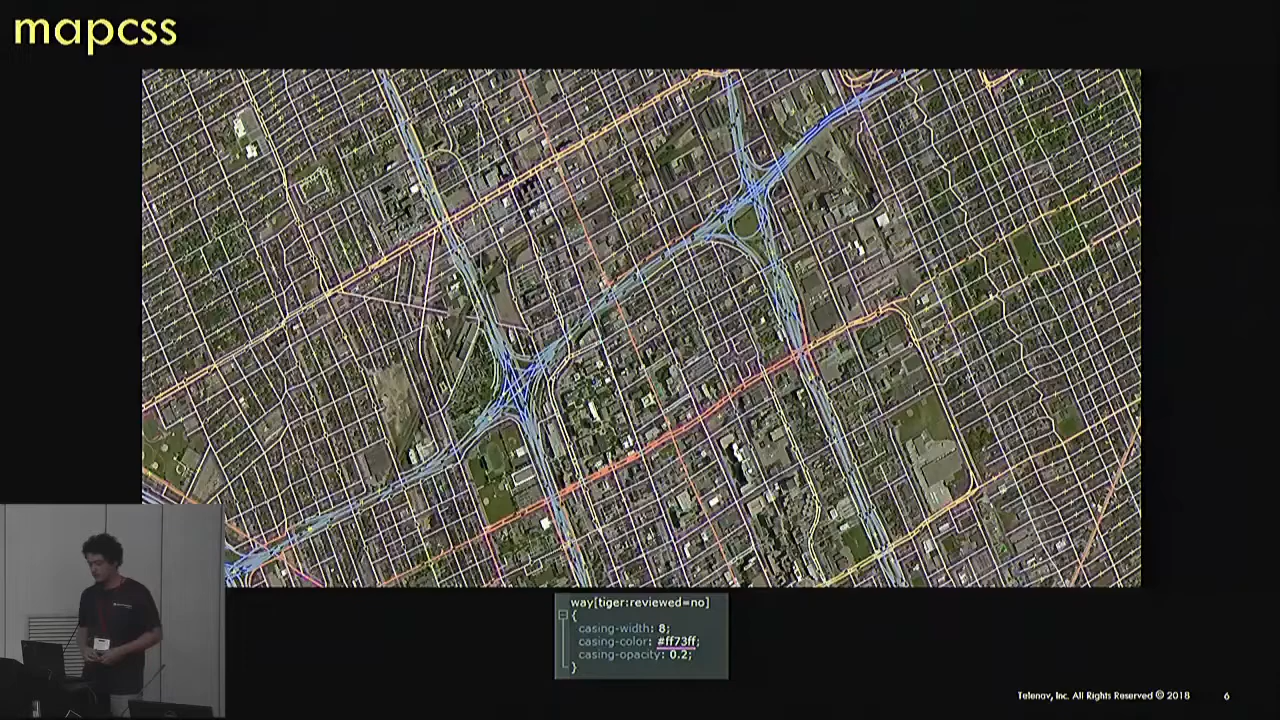 mapcss
way[tiger:reviewed=no]
{
casing-width: 8;
casing-color: #ff73ff;
casing-opacity: 0.2;
}
Telenav, Inc. All Rights Reserved © 2018
6